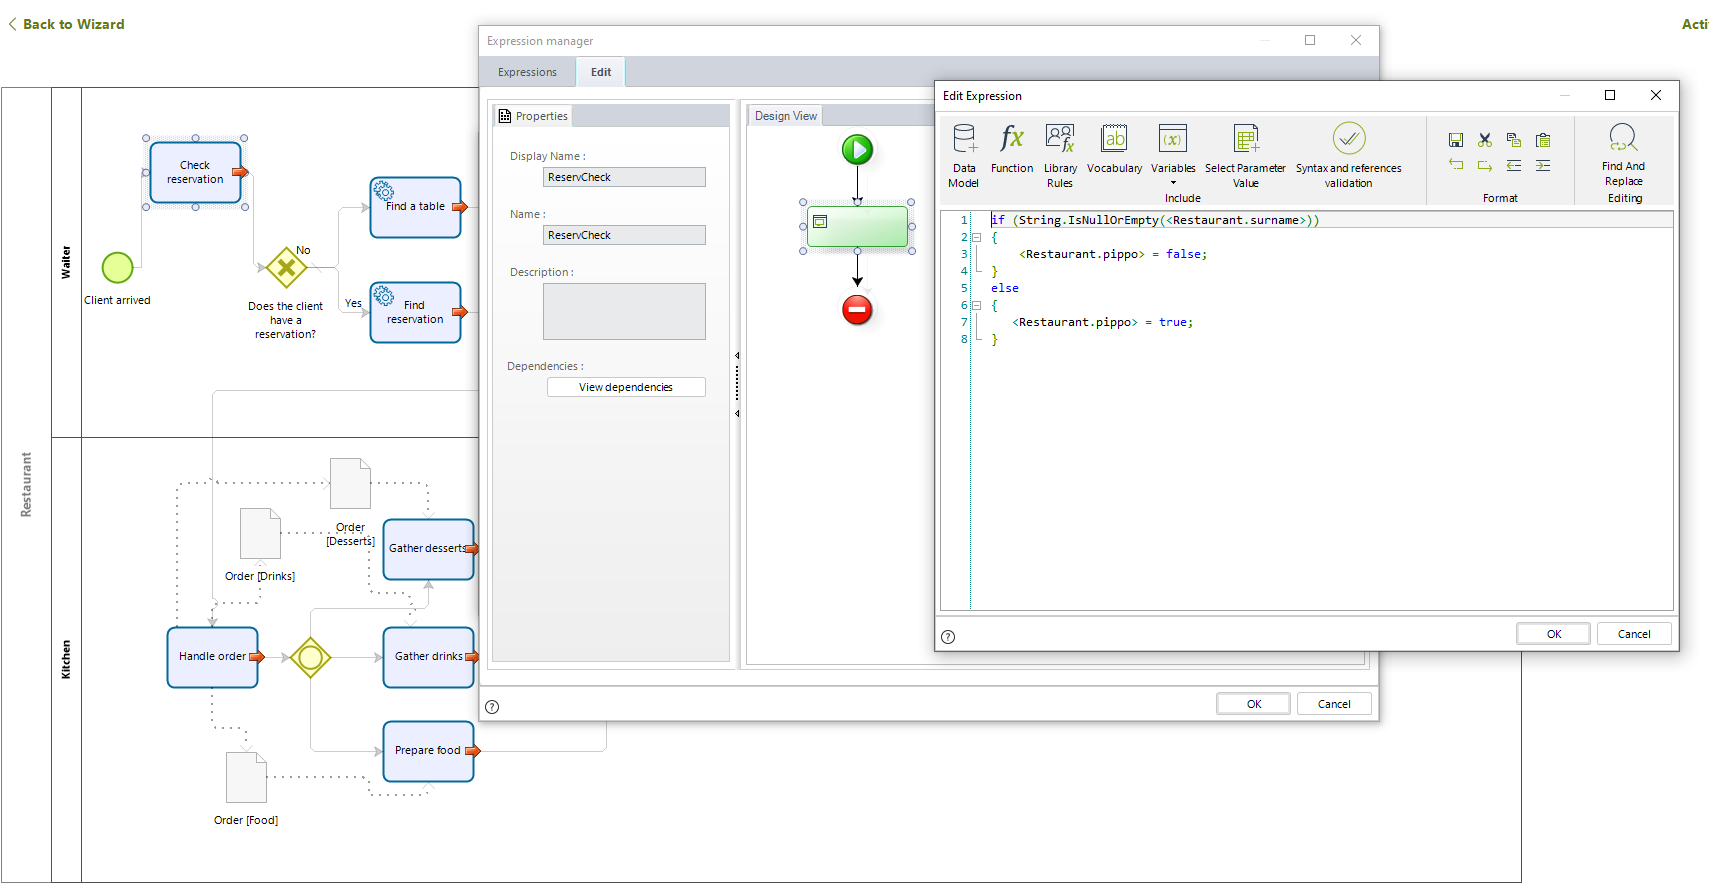 Back to Wizard
Acti
Restaurant
Waiter
Kitchen
Check
reservation
Client arrived
Find a table
No
Does the client
have a
reservation?
Yes
Find
reservation
Order
[Desserts]
Order [Drinks]
Gather desserts
Handle order
Gather drinks
Prepare food
Order [Food]
Expression manager
Expressions
Edit
Properties
Display Name :
ReservCheck
Name :
ReservCheck
Description :
Dependencies :
View dependencies
Design View
OK
Cancel
Edit Expression
Data
Model
Function
Library
Rules
Vocabulary
Variables
Select Parameter
Value
Syntax and references
validation
Include
Format
Find And
Replace
Editing
1 if (String.IsNullOrEmpty(<Restaurant.surname>))
2 {
3 <Restaurant.pippo> = false;
4 }
5 else
6 {
7 <Restaurant.pippo> = true;
8 }
OK
Cancel